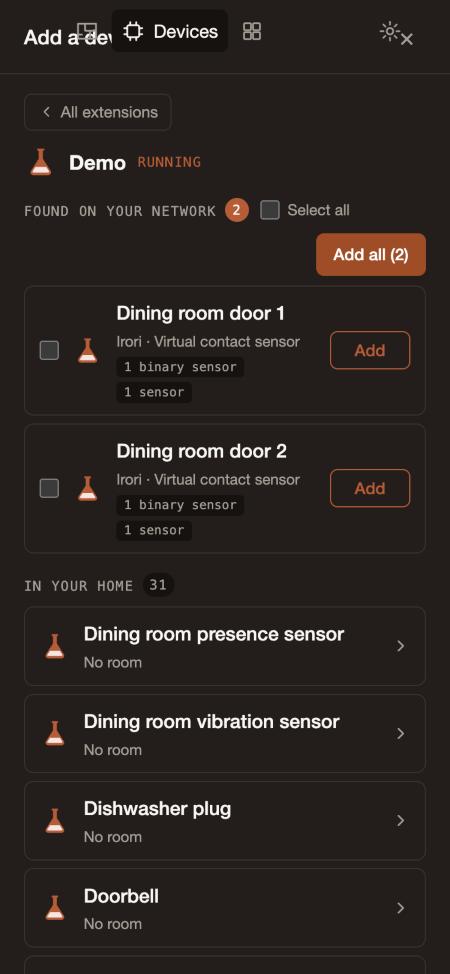 Add a dev
Devices
All extensions
Demo RUNNING
FOUND ON YOUR NETWORK 2 Select all
Add all (2)
Dining room door 1
Irori · Virtual contact sensor
1 binary sensor
1 sensor
Add
Dining room door 2
Irori · Virtual contact sensor
1 binary sensor
1 sensor
Add
IN YOUR HOME 31
Dining room presence sensor
No room
Dining room vibration sensor
No room
Dishwasher plug
No room
Doorbell
No room